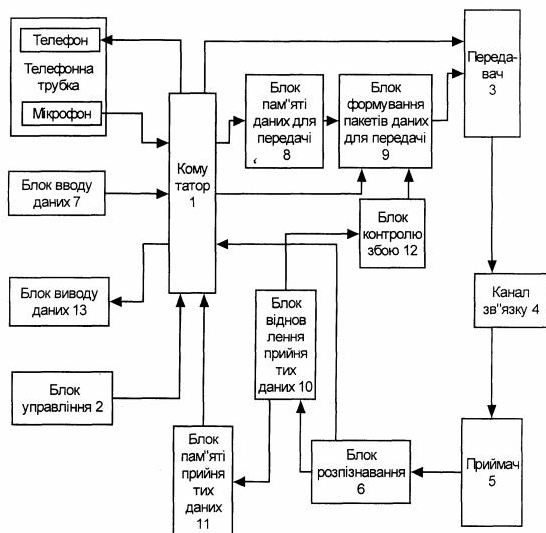 Телефон
Телефонна
трубка
Мікрофон
Блок вводу
даних 7
Блок виводу
даних 13
Блок
управління 2
Кому
татор
1
Блок
пам"яті
даних для
передачі
8
Блок
формування
пакетів даних
для передачі
9
Переда-
вач
3
Блок
контролю
збою 12
Блок
віднов
лення
прийня
тих
даних 10
Канал
зв"язку 4
Блок
пам"яті
прийня
тих
даних
11
Блок
розпізнавання
6
Приймач
5